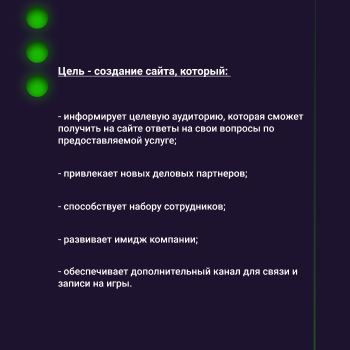 Цель - создание сайта, который:
- информирует целевую аудиторию, которая сможет
получить на сайте ответы на свои вопросы по
предоставляемой услуге;
- привлекает новых деловых партнеров;
- способствует набору сотрудников;
- развивает имидж компании;
- обеспечивает дополнительный канал для связи и
записи на игры.